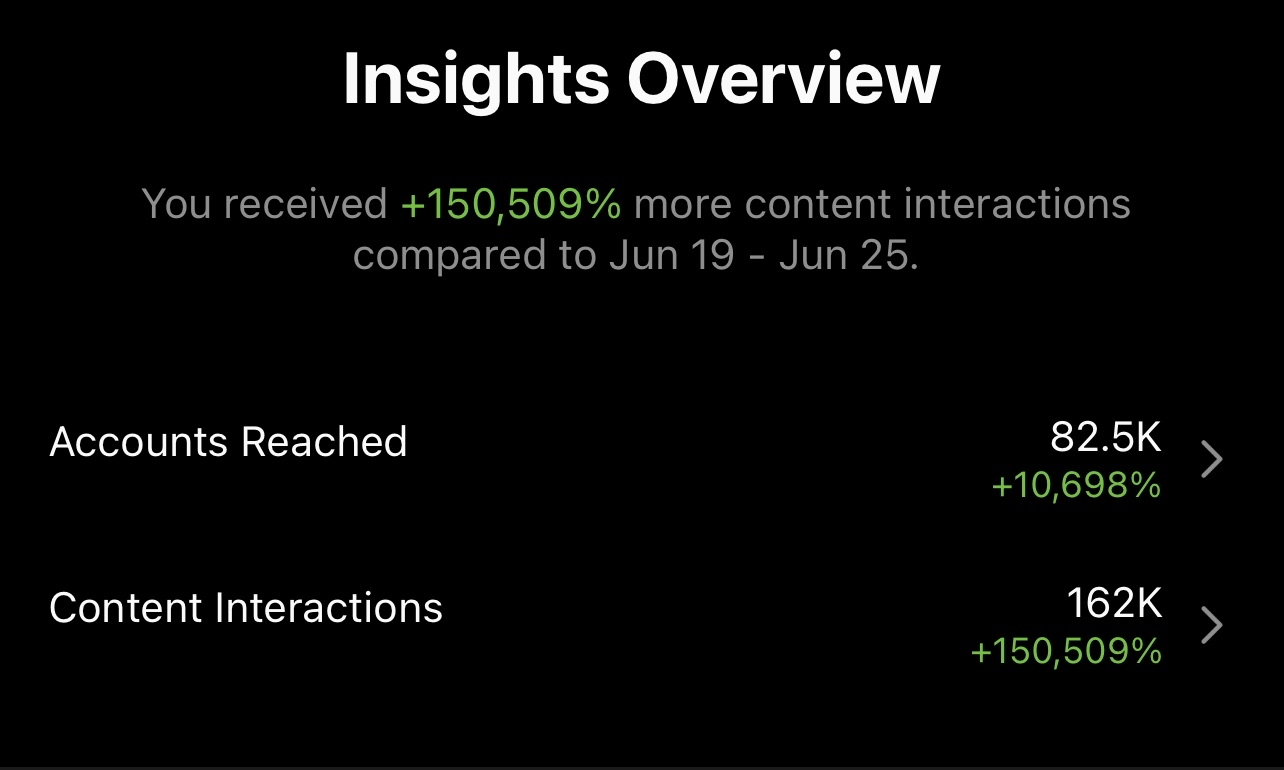 Insights Overview
You received +150,509% more content interactions
compared to Jun 19 - Jun 25.
Accounts Reached
82.5K
+10,698%
Content Interactions
162K
+150,509%